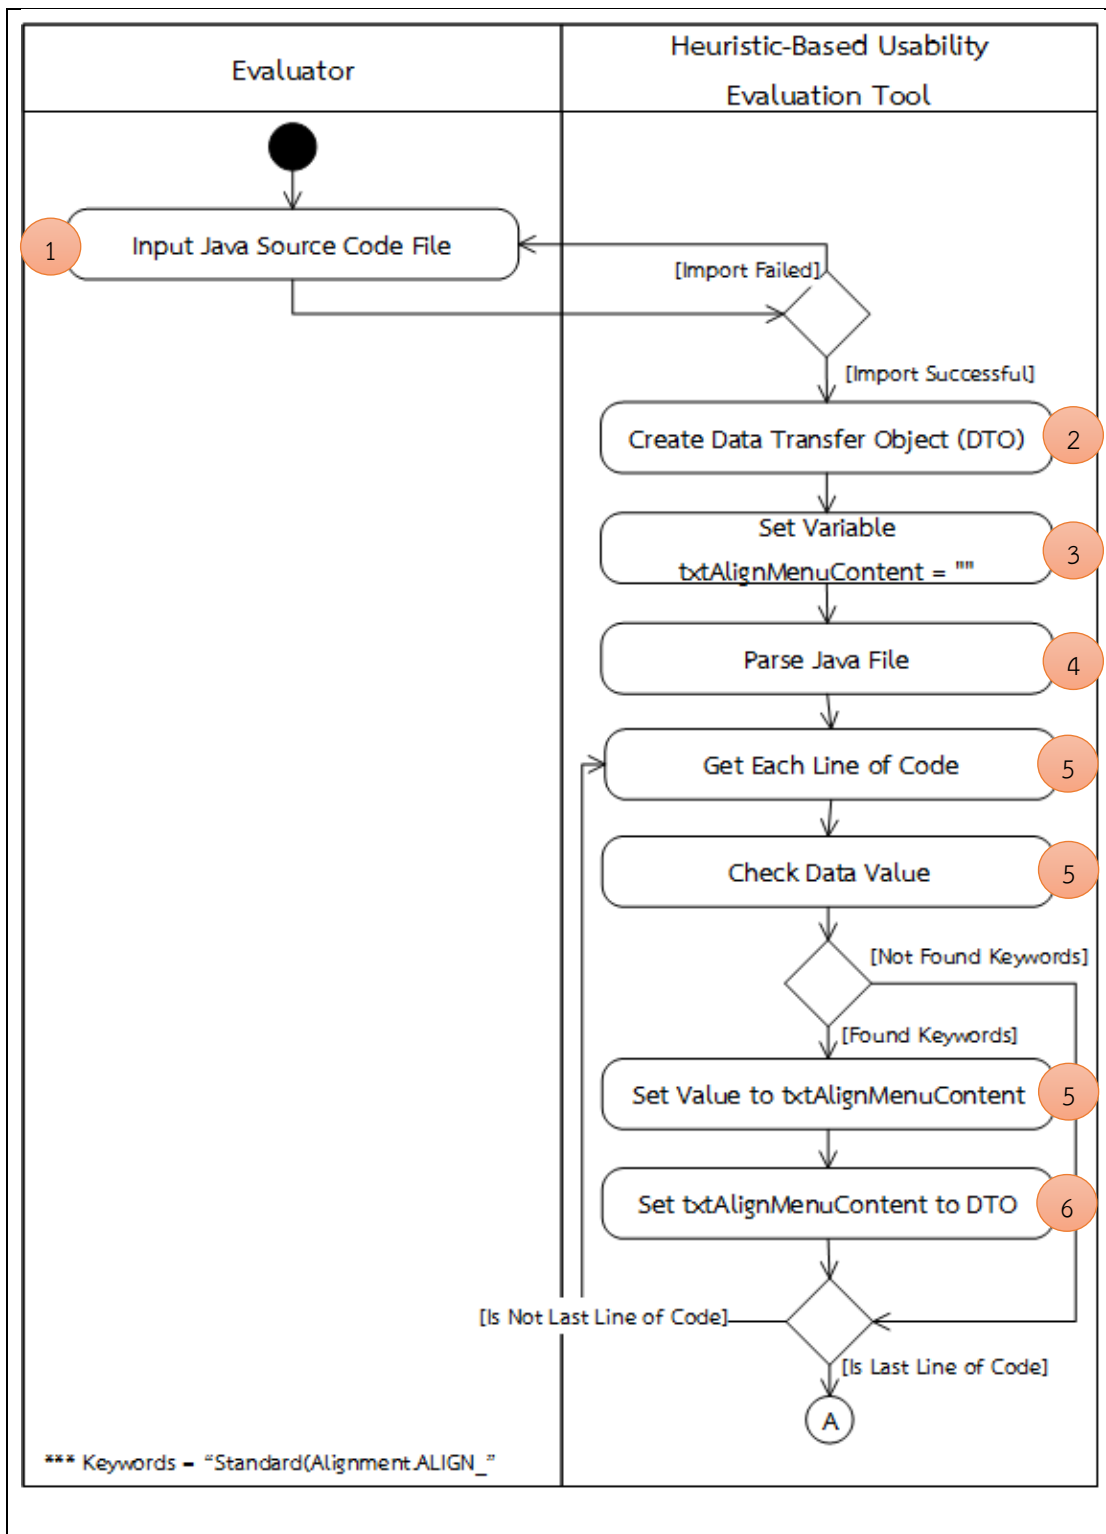 Evaluator
Heuristic-Based Usability
Evaluation Tool
1
Input Java Source Code File
[Import Failed]
[Import Successful]
Create Data Transfer Object (DTO)
2
Set Variable
txtAlignMenuContent = ""
3
Parse Java File
4
Get Each Line of Code
5
Check Data Value
5
[Not Found Keywords]
[Found Keywords]
Set Value to txtAlignMenuContent
5
Set txtAlignMenuContent to DTO
6
[Is Not Last Line of Code]
[Is Last Line of Code]
A
*** Keywords = “Standard(Alignment.ALIGN_”